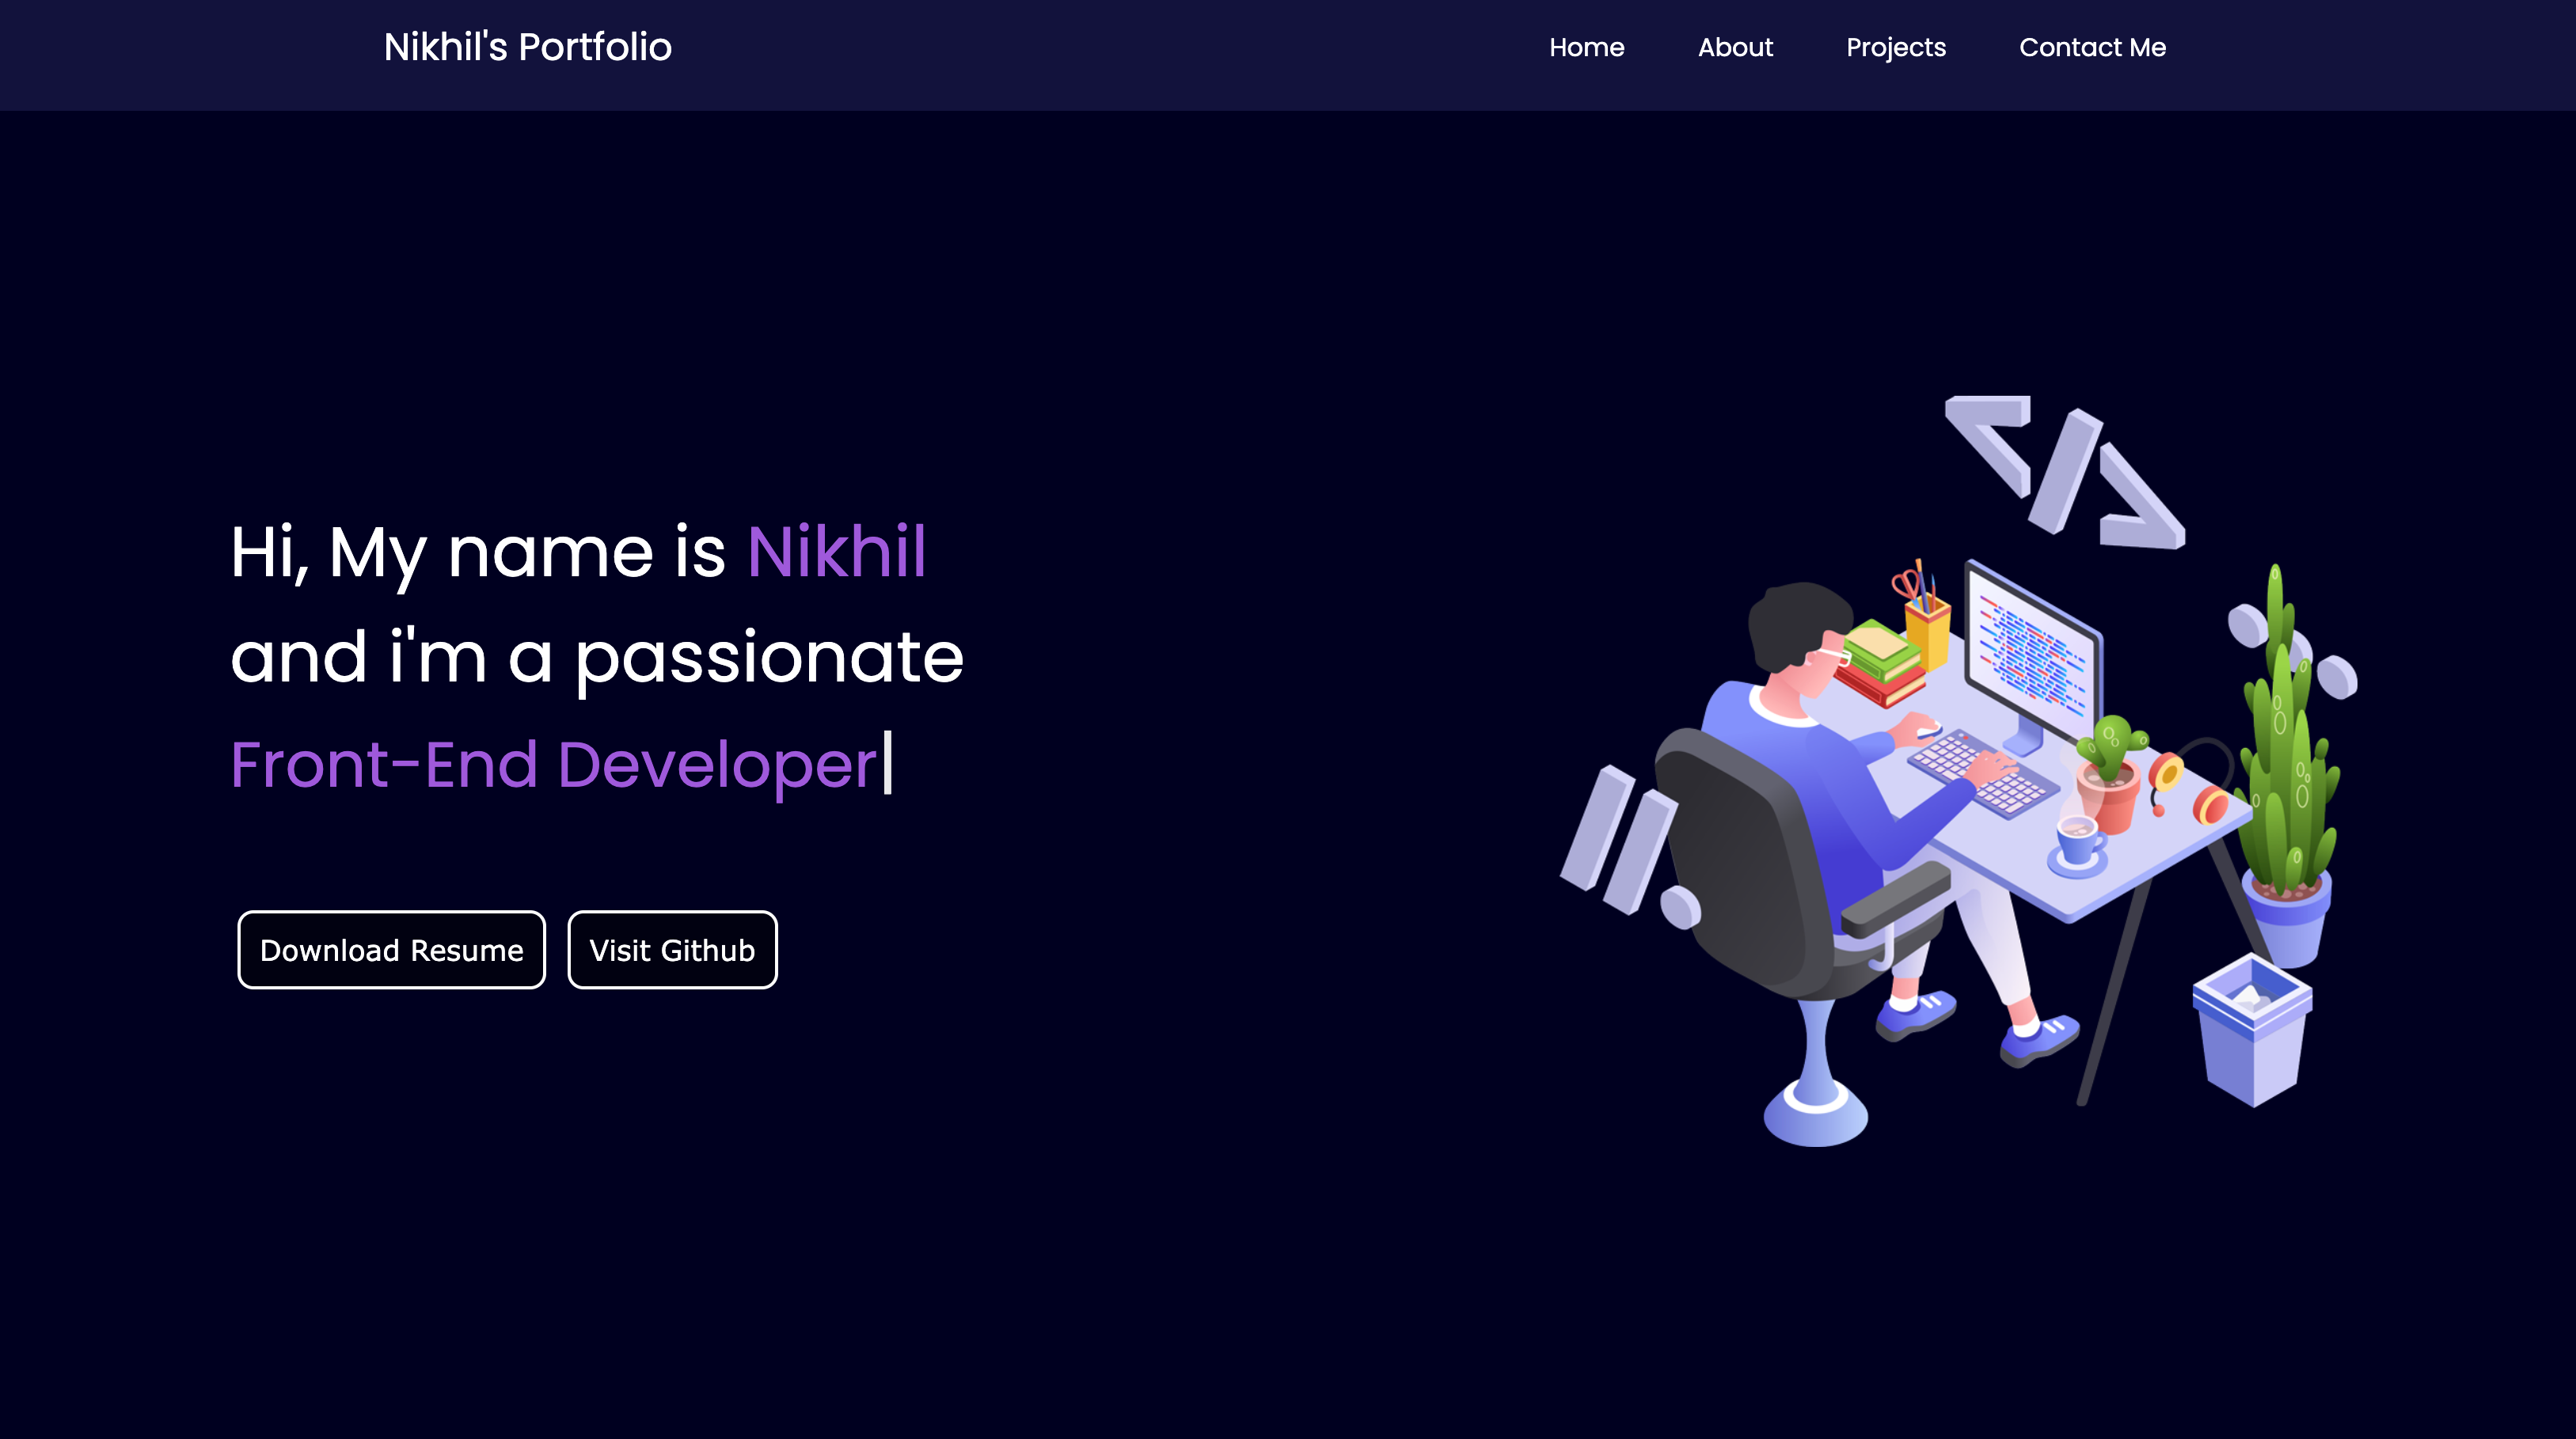 Nikhil's Portfolio
Home About Projects Contact Me
Hi, My name is Nikhil
and i'm a passionate
Front-End Developer
Download Resume Visit Github